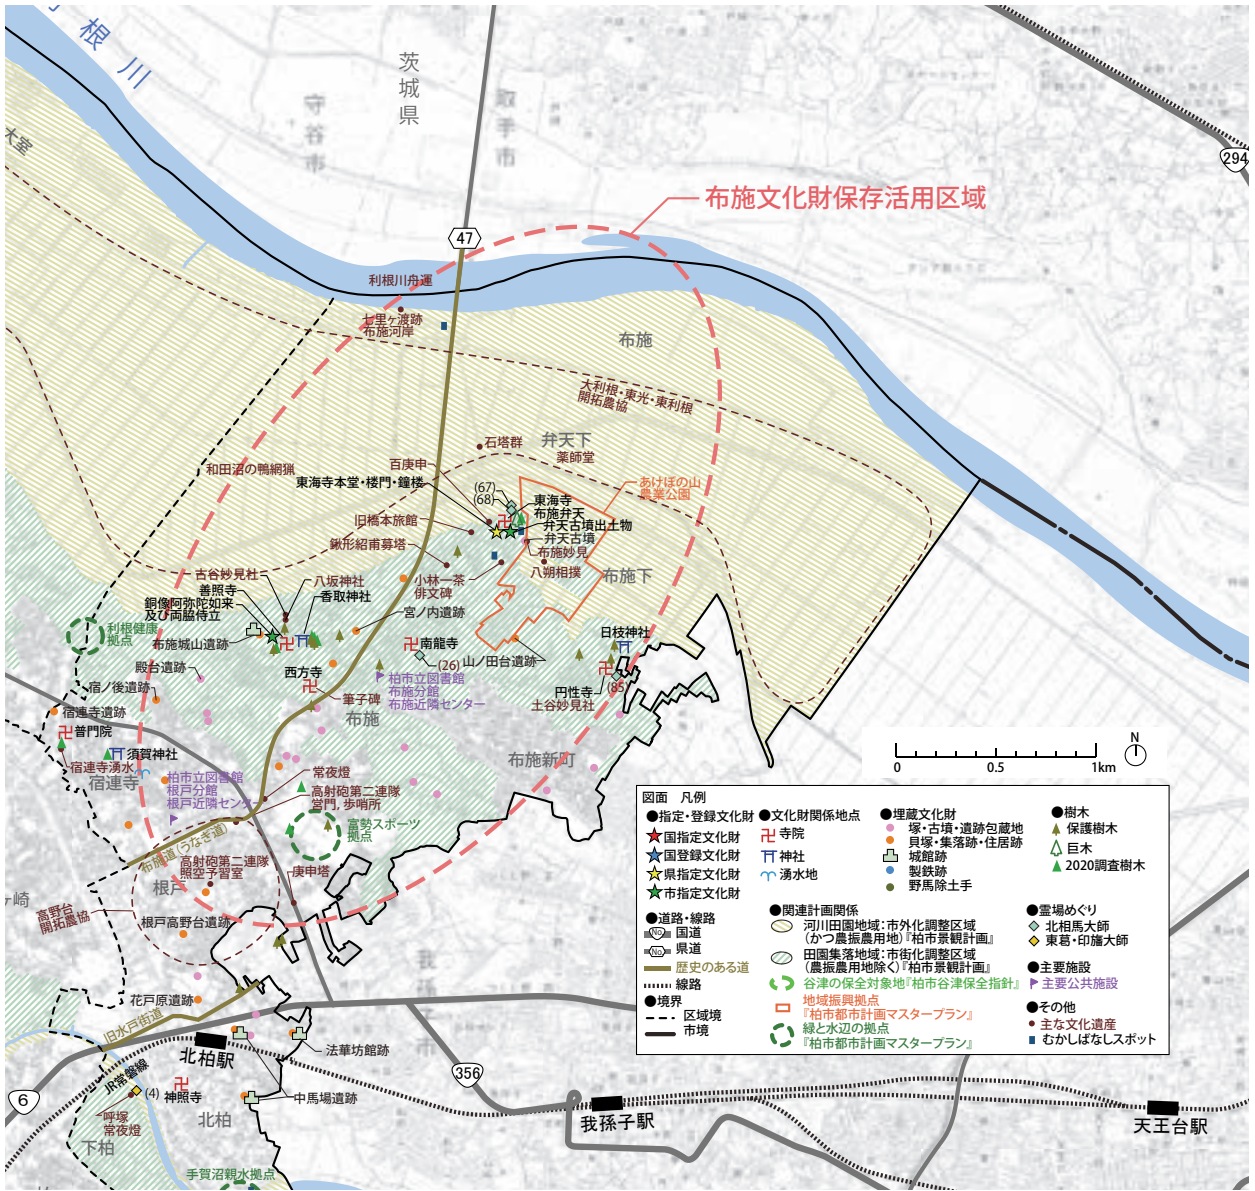 利根川
茨城県
守谷市
取手市
大室
294
布施文化財保存活用区域
47
利根川舟運
七里ヶ渡跡
布施河岸
布施
大利根・東光・東利根
開拓農協
石塔群
弁天下
薬師堂
百庚申
和田沼の鴨網猟
東海寺本堂・楼門・鐘楼
(67)
(68)
あけぼの山
農業公園
東海寺
布施弁天
旧橋本旅館
弁天古墳出土物
弁天古墳
布施妙見
鍬形紹甫募塔
八朔相撲
小林一茶
俳文碑
布施下
古谷妙見社
八坂神社
善照寺
香取神社
銅像阿弥陀如来
及び両脇侍立
宮ノ内遺跡
利根健康
拠点
布施城山遺跡
南龍寺
(26)
山ノ田台遺跡
日枝神社
殿台遺跡
西方寺
柏市立図書館
布施分館
布施近隣センター
円性寺
(85)
土谷妙見社
宿ノ後遺跡
筆子碑
宿連寺遺跡
布施
普門院
須賀神社
布施新町
宿連寺湧水
宿連寺
柏市立図書館
根戸分館
根戸近隣センター
常夜燈
高射砲第二連隊
営門，歩哨所
富勢スポーツ
拠点
布施道(うなぎ道)
高射砲第二連隊
照空予習室
庚申塔
根戸
ヶ崎
高野台
開拓農協
根戸高野台遺跡
我孫子市
花戸原遺跡
旧水戸街道
北柏駅
法華坊館跡
JR常磐線
356
6
(4)
神照寺
中馬場遺跡
呼塚
常夜燈
北柏
下柏
我孫子駅
天王台駅
手賀沼親水拠点
N
0 0.5 1km
図面　凡例
●指定・登録文化財
国指定文化財
国登録文化財
県指定文化財
市指定文化財
●文化財関係地点
寺院
神社
湧水地
●埋蔵文化財
塚・古墳・遺跡包蔵地
貝塚・集落跡・住居跡
城館跡
製鉄跡
野馬除土手
●樹木
保護樹木
巨木
2020調査樹木
●道路・線路
No. 国道
No. 県道
歴史のある道
線路
●境界
区域境
市境
●関連計画関係
河川田園地域：市外化調整区域
（かつ農振農用地）『柏市景観計画』
田園集落地域：市街化調整区域
（農振農用地除く）『柏市景観計画』
谷津の保全対象地『柏市谷津保全指針』
地域振興拠点
『柏市都市計画マスタープラン』
緑と水辺の拠点
『柏市都市計画マスタープラン』
●霊場めぐり
北相馬大師
東葛・印旛大師
●主要施設
主要公共施設
●その他
主な文化遺産
むかしばなしスポット